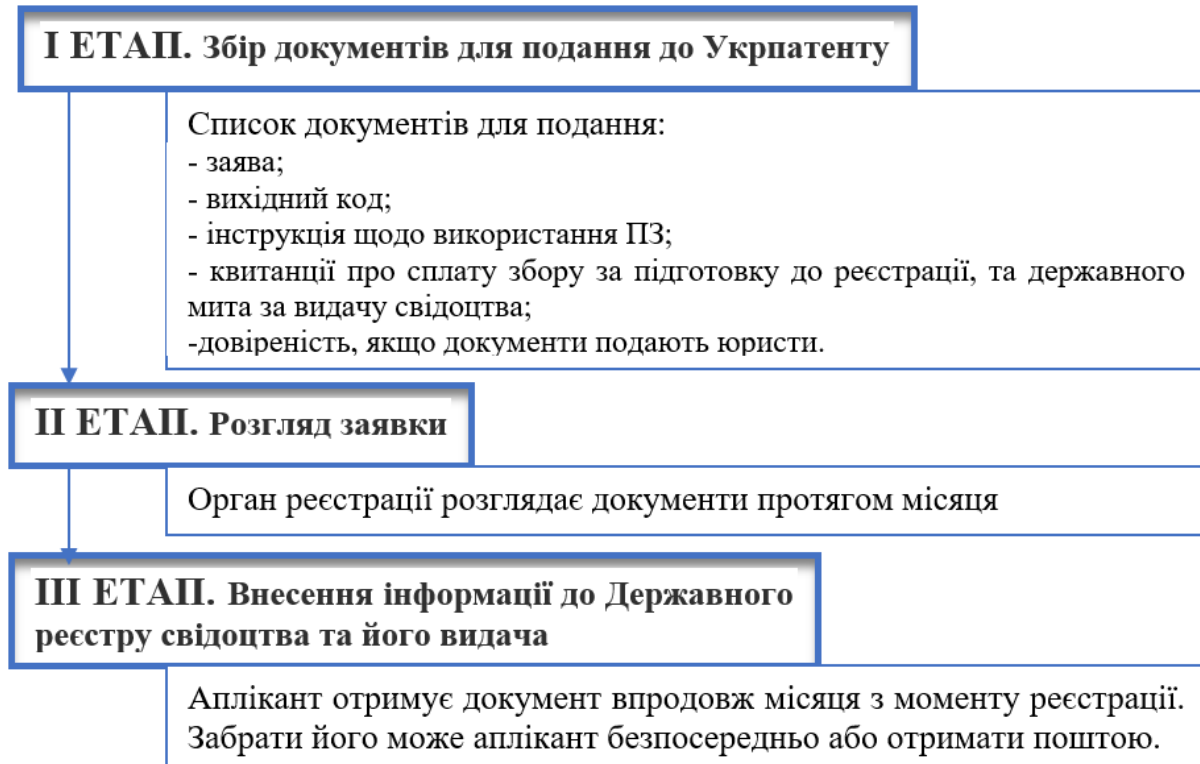 І ЕТАП. Збір документів для подання до Укрпатенту
Список документів для подання:
- заява;
- вихідний код;
- інструкція щодо використання ПЗ;
- квитанції про сплату збору за підготовку до реєстрації, та державного
мита за видачу свідоцтва;
-довіреність, якщо документи подають юристи.
ІІ ЕТАП. Розгляд заявки
Орган реєстрації розглядає документи протягом місяця
ІІІ ЕТАП. Внесення інформації до Державного
реєстру свідоцтва та його видача
Аплікант отримує документ впродовж місяця з моменту реєстрації.
Забрати його може аплікант безпосередньо або отримати поштою.